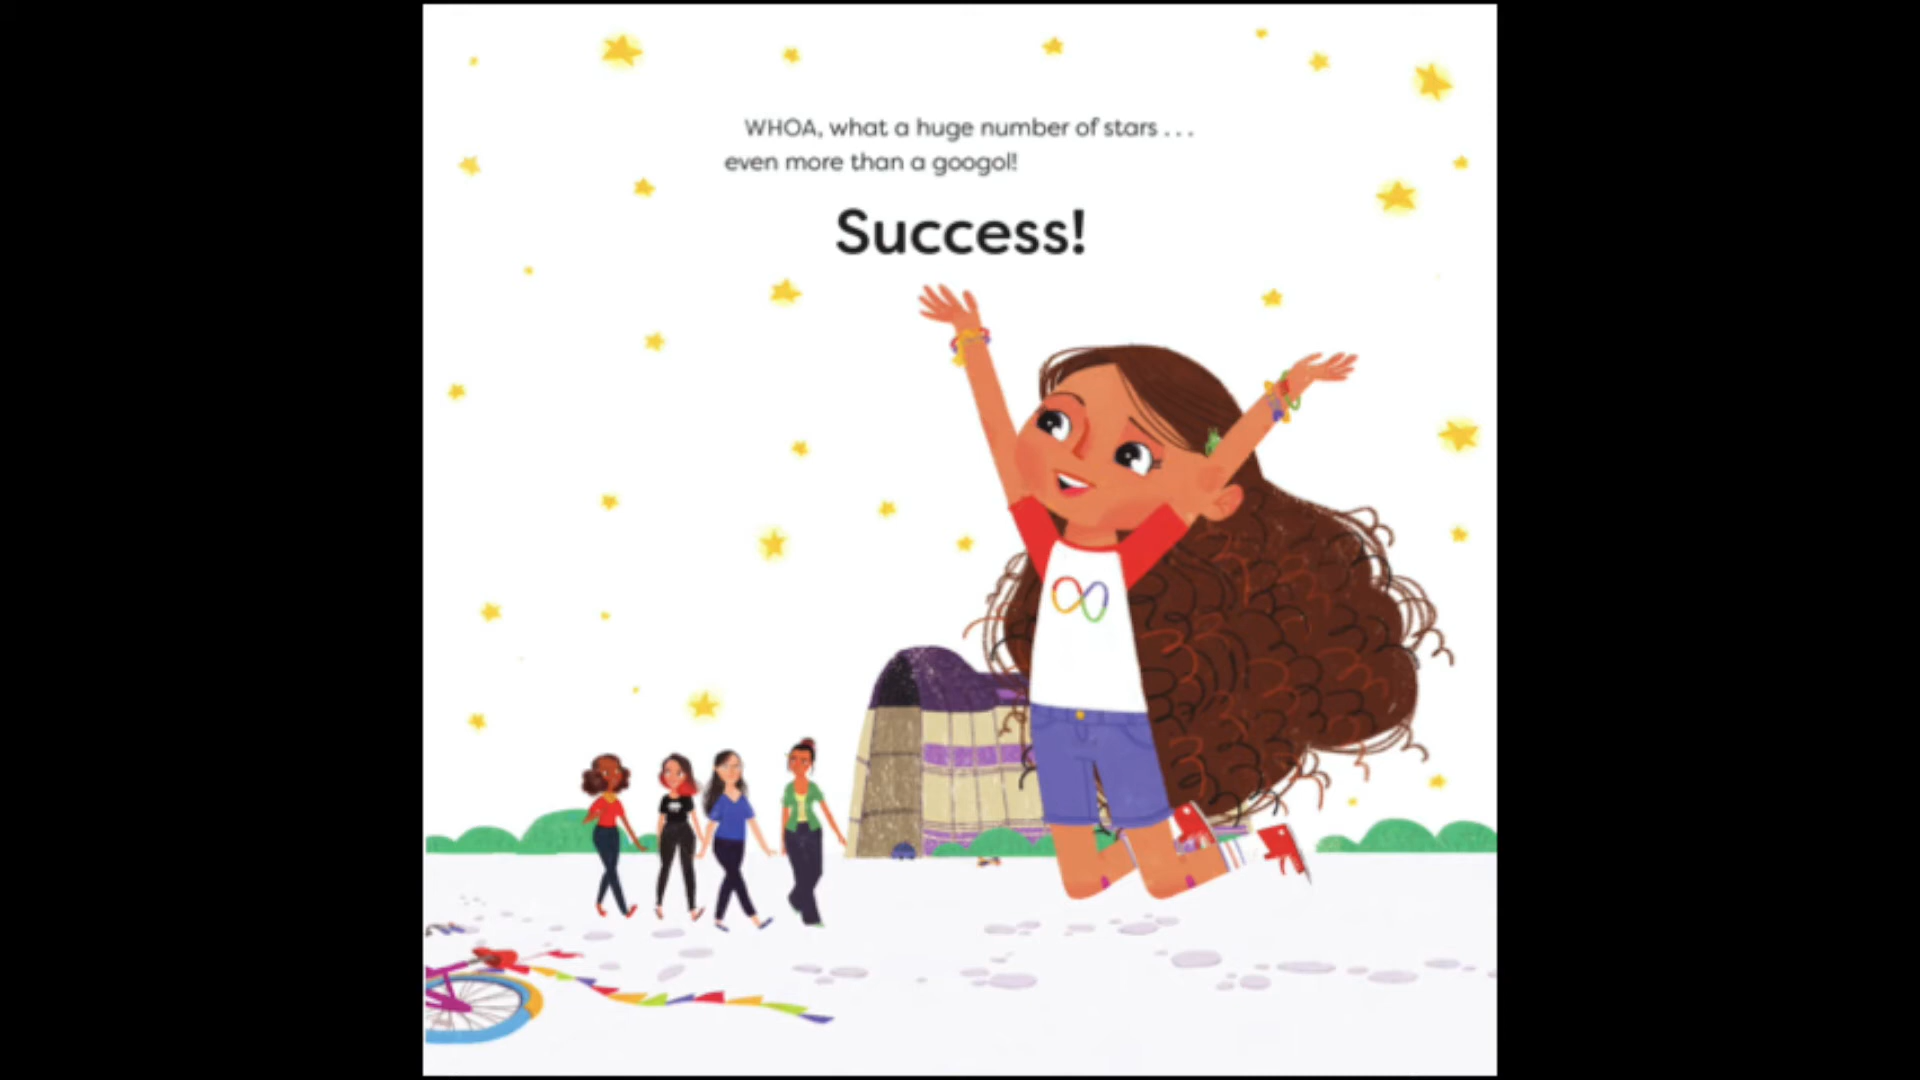 WHOA, what a huge number of stars . . .
even more than a googol!
Success!